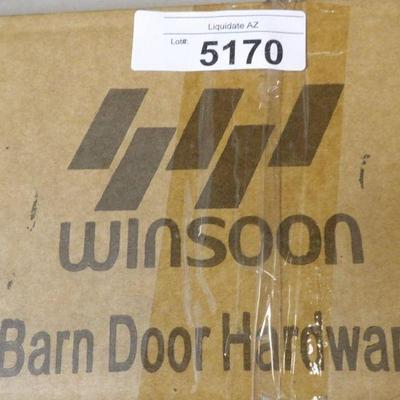 Liquidate AZ
Lot#: 5170
WINSOON
Barn Door Hardwar